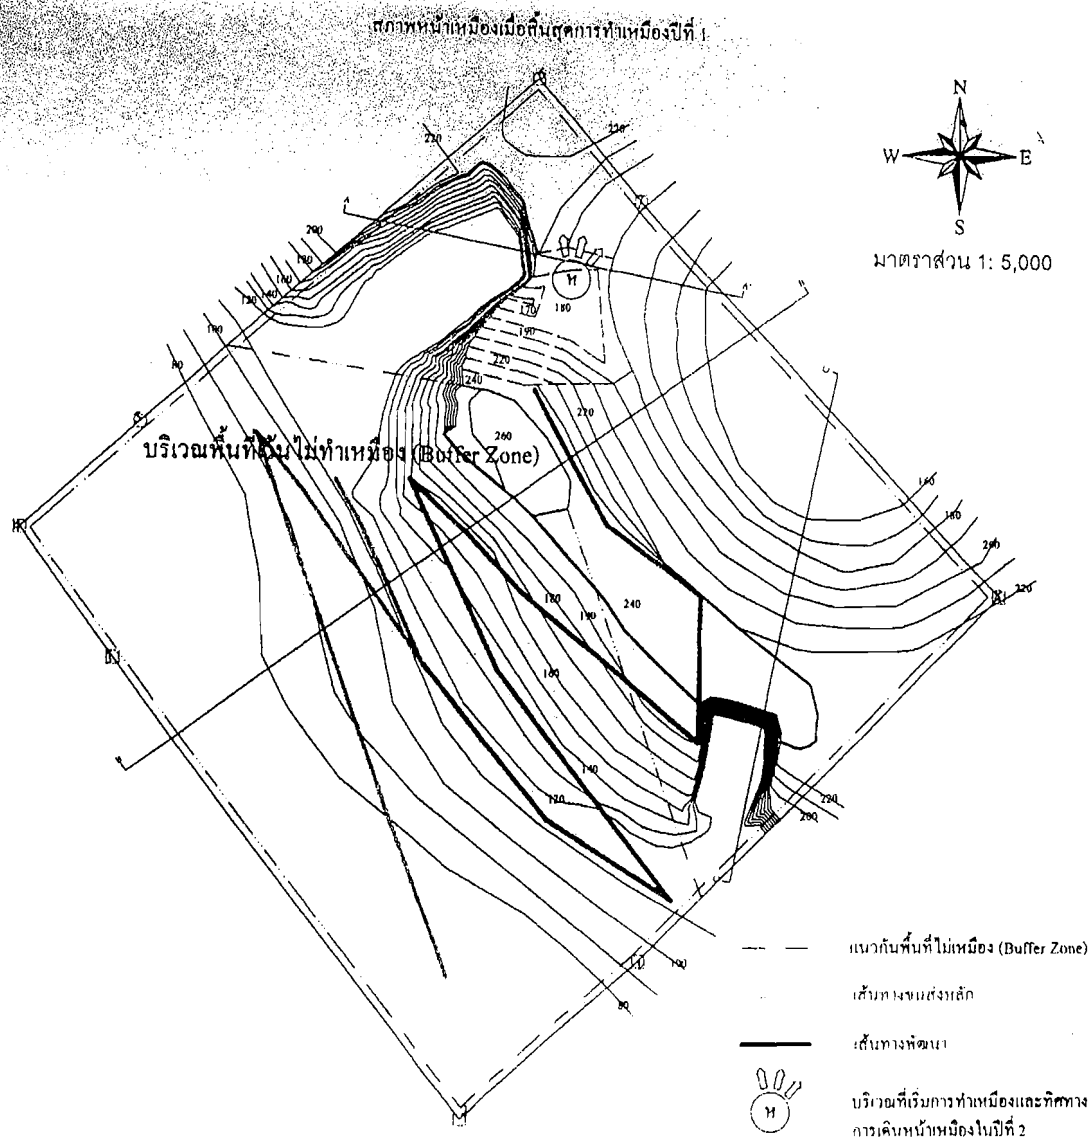 สภาพหน้าเหมืองเมื่อสิ้นสุดการทำเหมืองปีที่ 1
N
W E
S
มาตราส่วน 1: 5,000
220
220
200
180
160
140
120
100
80
ห
170
180
190
220
240
220
260
บริเวณพื้นที่เว้นไม่ทำเหมือง (Buffer Zone)
160
180
200
220
180
190
240
160
140
120
220
200
100
80
แนวกันพื้นที่ไม่เหมือง (Buffer Zone)
เส้นทางขนส่งหลัก
เส้นทางพัฒนา
ห
บริเวณที่เริ่มการทำเหมืองและทิศทาง
การเดินหน้าเหมืองในปีที่ 2